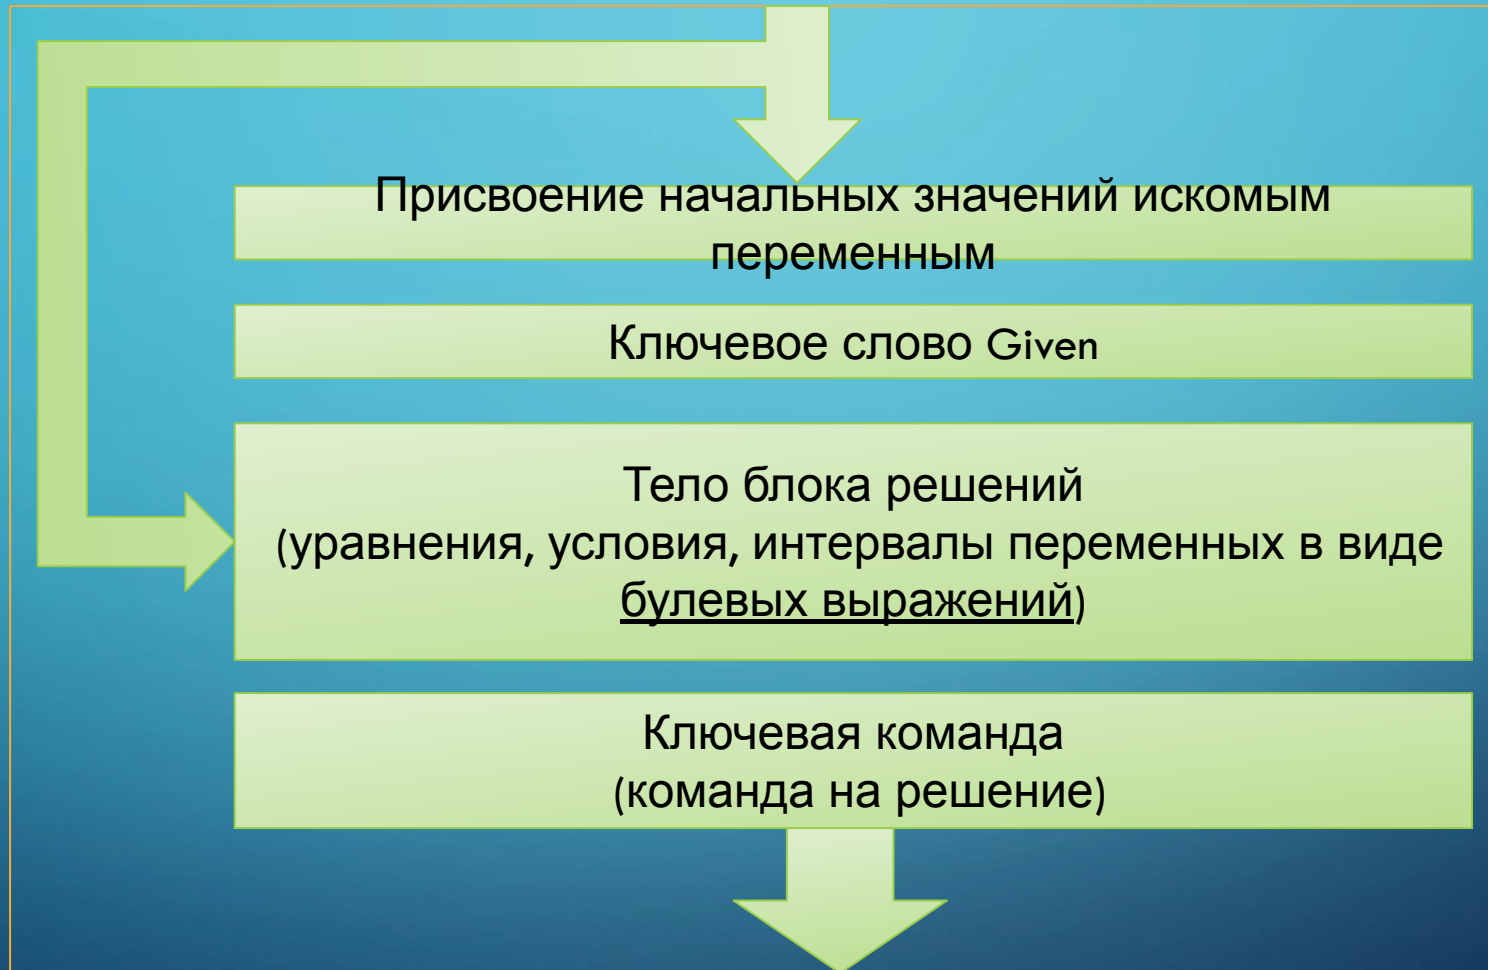 Присвоение начальных значений искомым
переменным
Ключевое слово Given
Тело блока решений
(уравнения, условия, интервалы переменных в виде
булевых выражений)
Ключевая команда
(команда на решение)